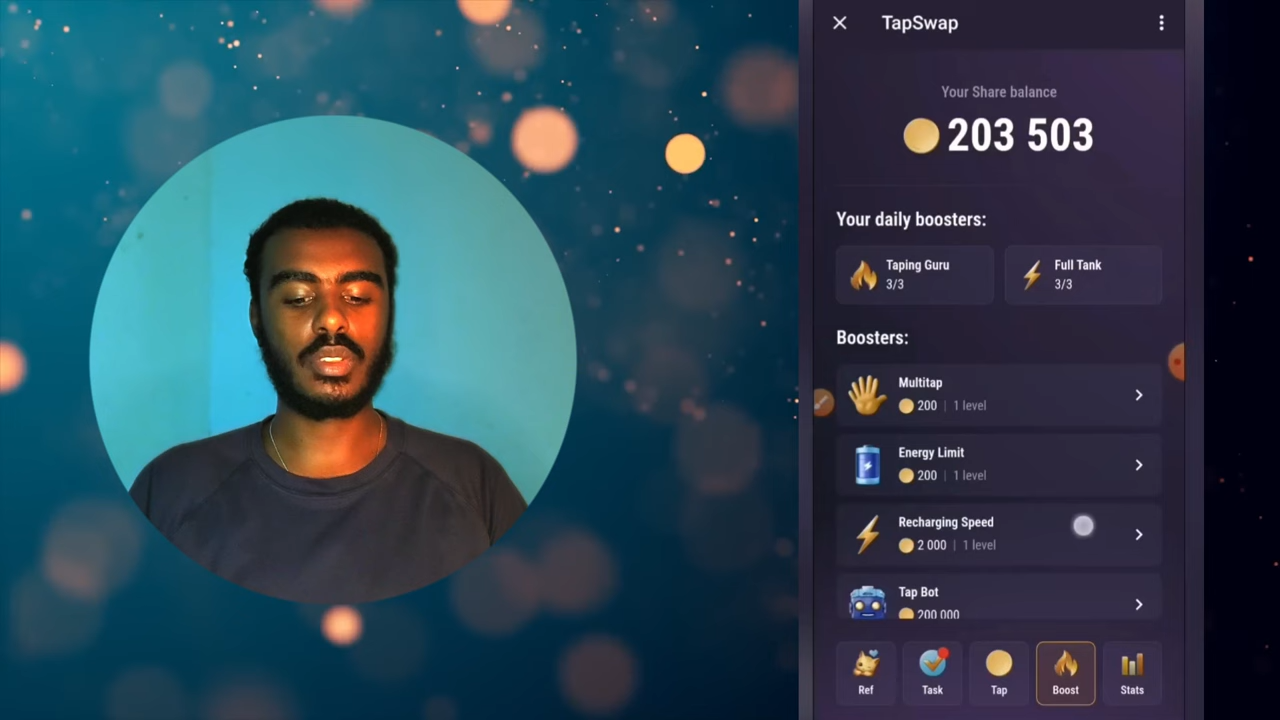 TapSwap
Your Share balance
203 503
Your daily boosters:
Taping Guru
3/3
Full Tank
3/3
Boosters:
Multitap
200 | 1 level
Energy Limit
200 | 1 level
Recharging Speed
2 000 | 1 level
Tap Bot
200 000
Ref
Task
Tap
Boost
Stats